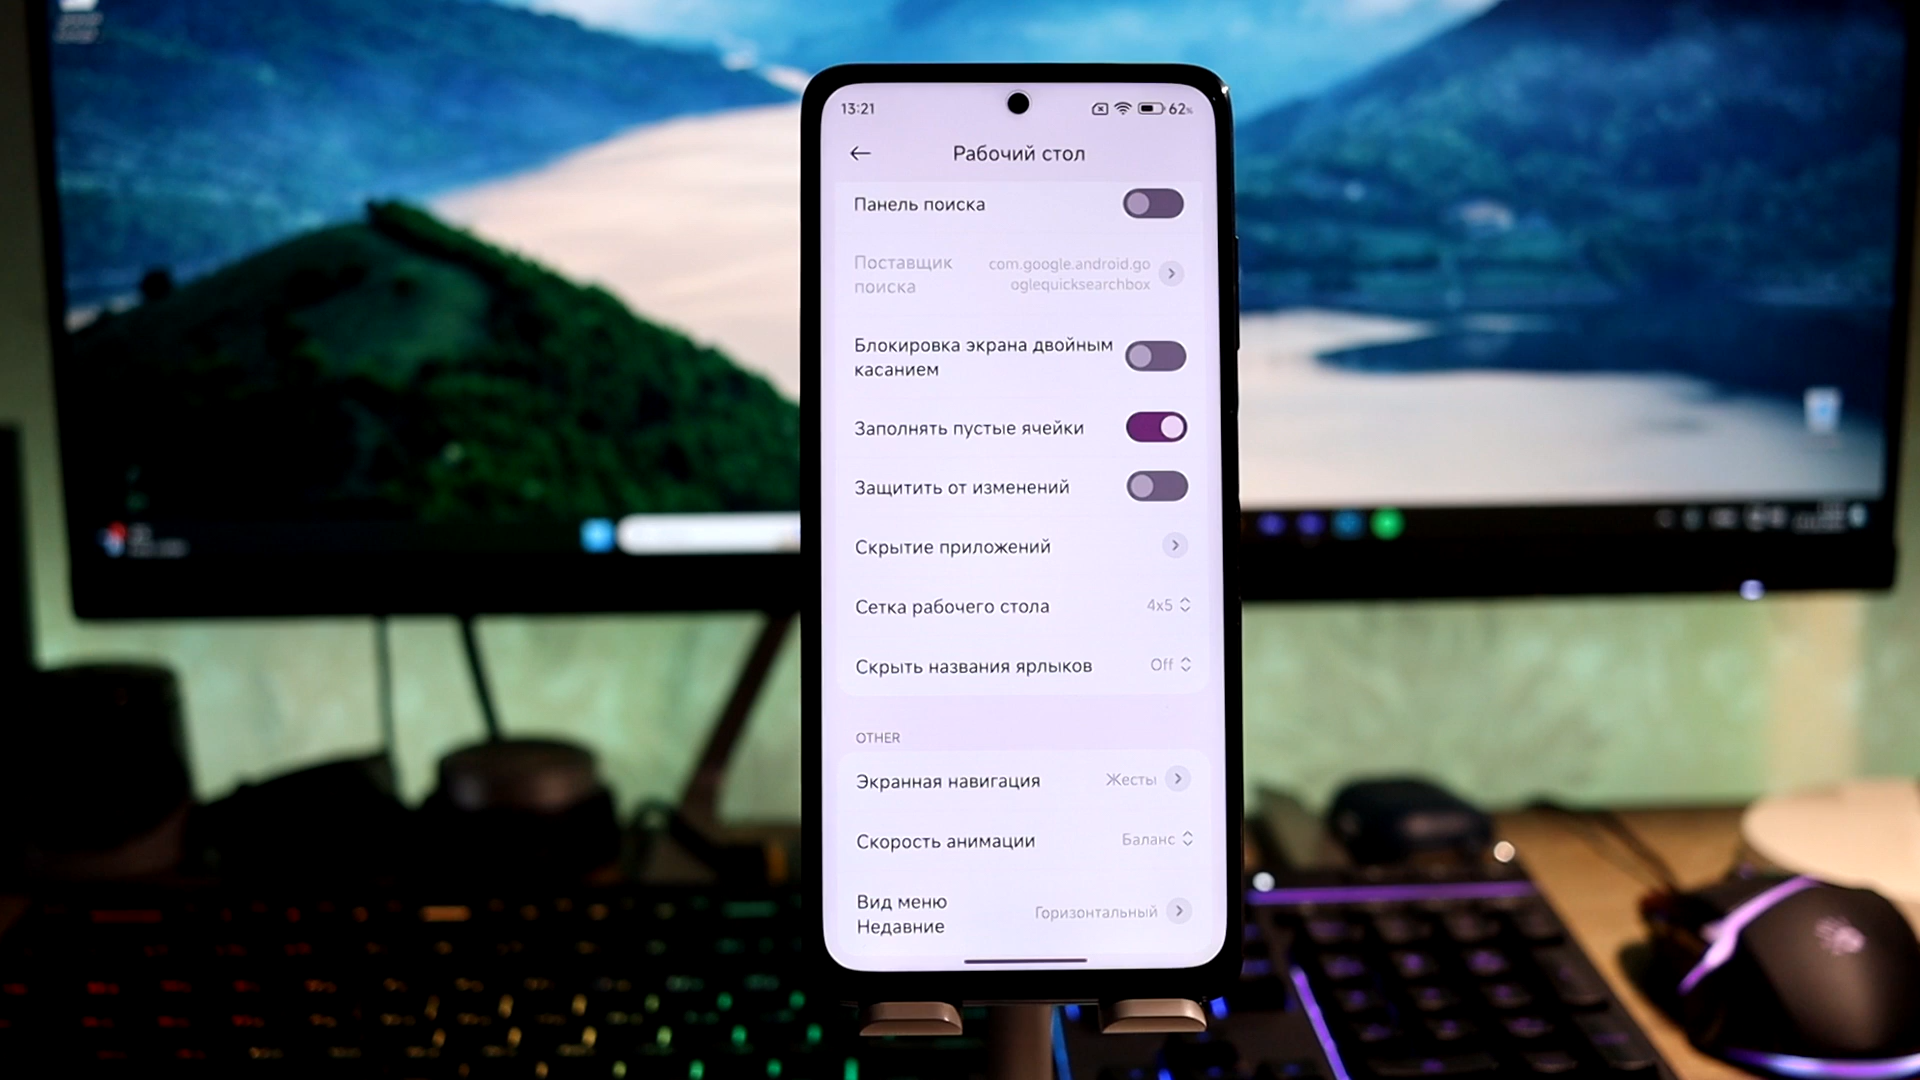 13:21
62%
Рабочий стол
Панель поиска
Поставщик
поиска
com.google.android.go
oglequicksearchbox
Блокировка экрана двойным
касанием
Заполнять пустые ячейки
Защитить от изменений
Скрытие приложений
Сетка рабочего стола
4x5
Скрыть названия ярлыков
Off
OTHER
Экранная навигация
Жесты
Скорость анимации
Баланс
Вид меню
Недавние
Горизонтальный